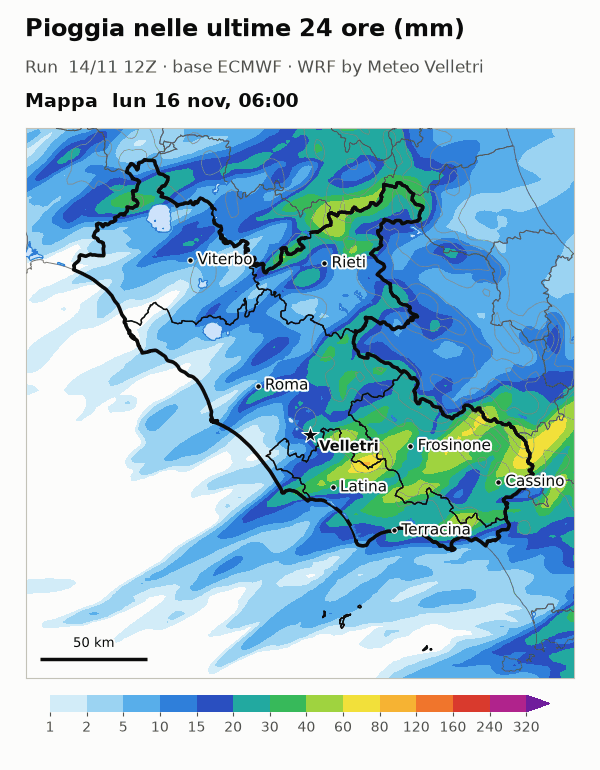 Pioggia nelle ultime 24 ore (mm)
Run  14/11 12Z · base ECMWF · WRF by Meteo Velletri
Mappa  lun 16 nov, 06:00
Viterbo
Rieti
Roma
Velletri
Frosinone
Latina
Cassino
Terracina
50 km
1 2 5 10 15 20 30 40 60 80 120 160 240 320